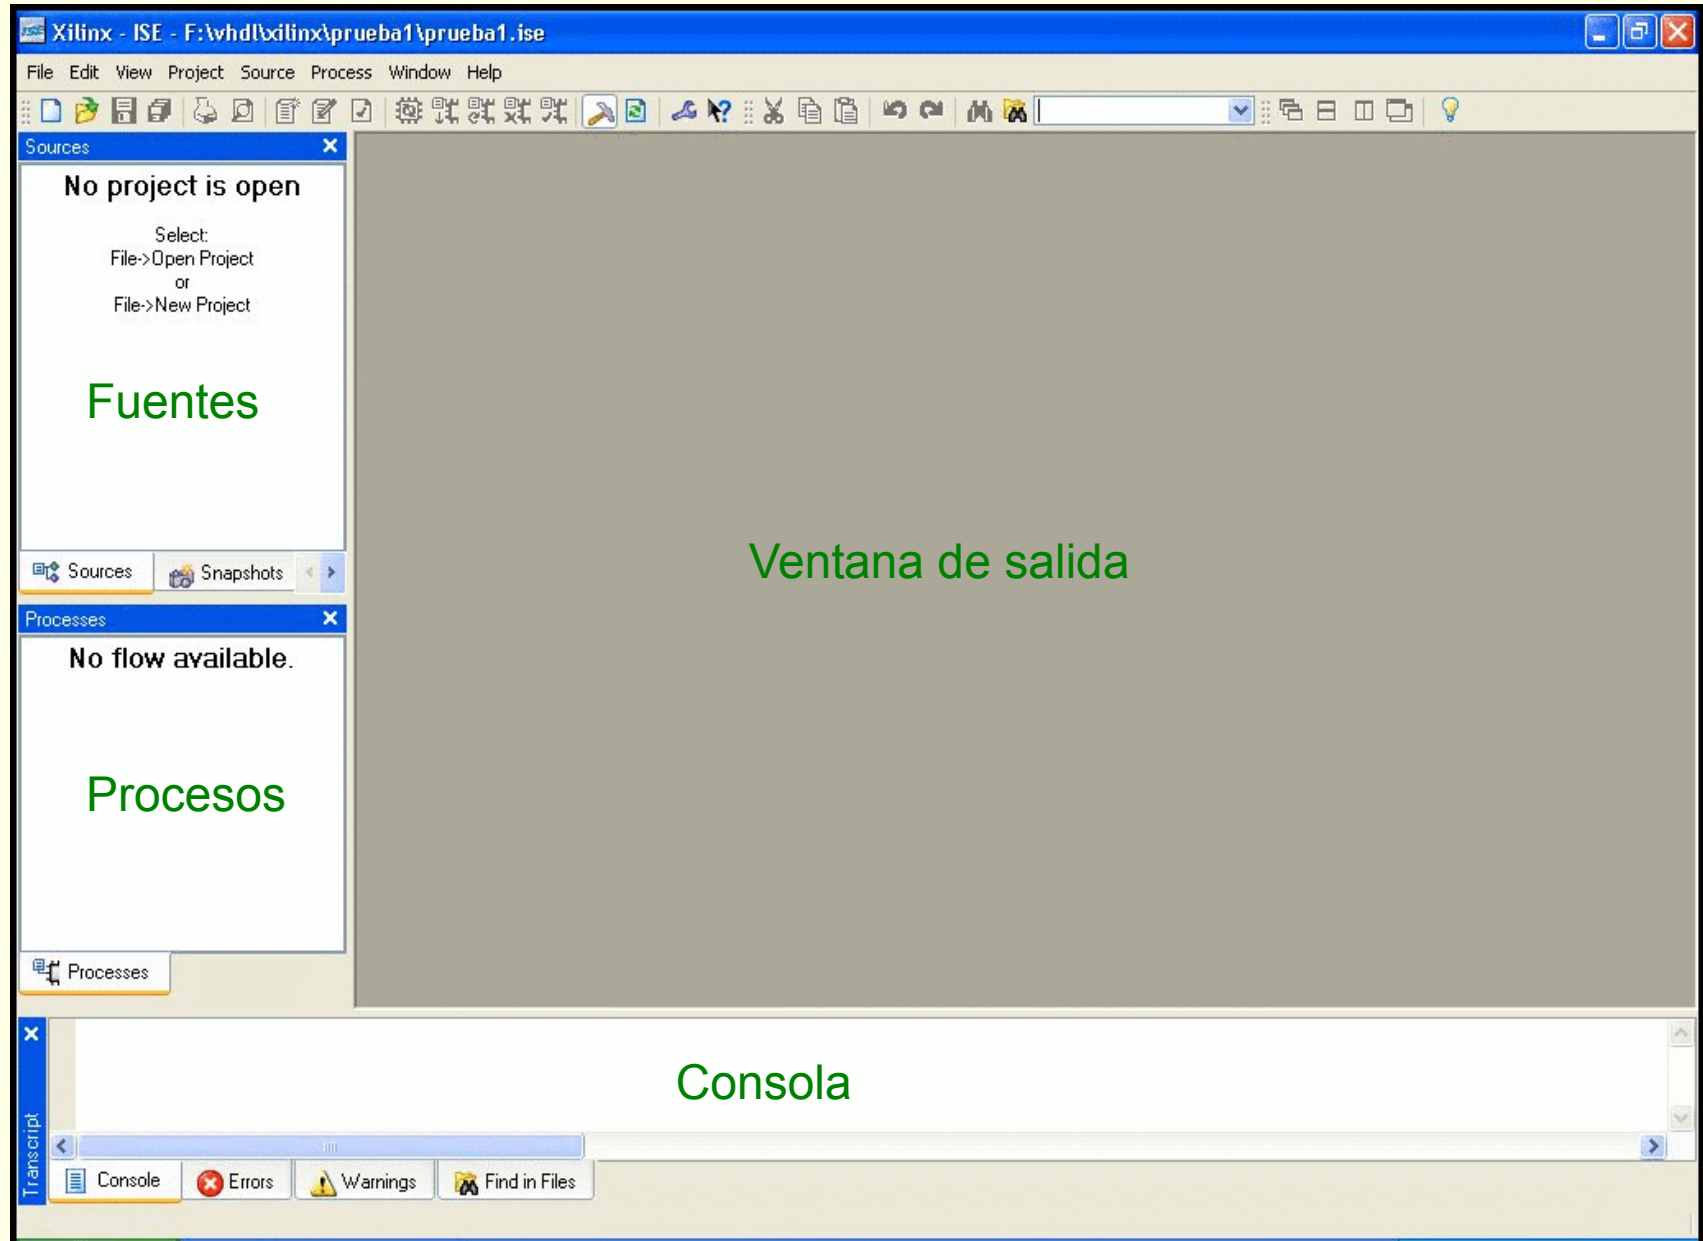 Xilinx - ISE - F:\vhdl\xilinx\prueba1\prueba1.ise
File Edit View Project Source Process Window Help
Sources
No project is open
Select:
File->Open Project
or
File->New Project
Fuentes
Sources Snapshots
Ventana de salida
Processes
No flow available.
Procesos
Processes
Transcript
Consola
Console Errors Warnings Find in Files